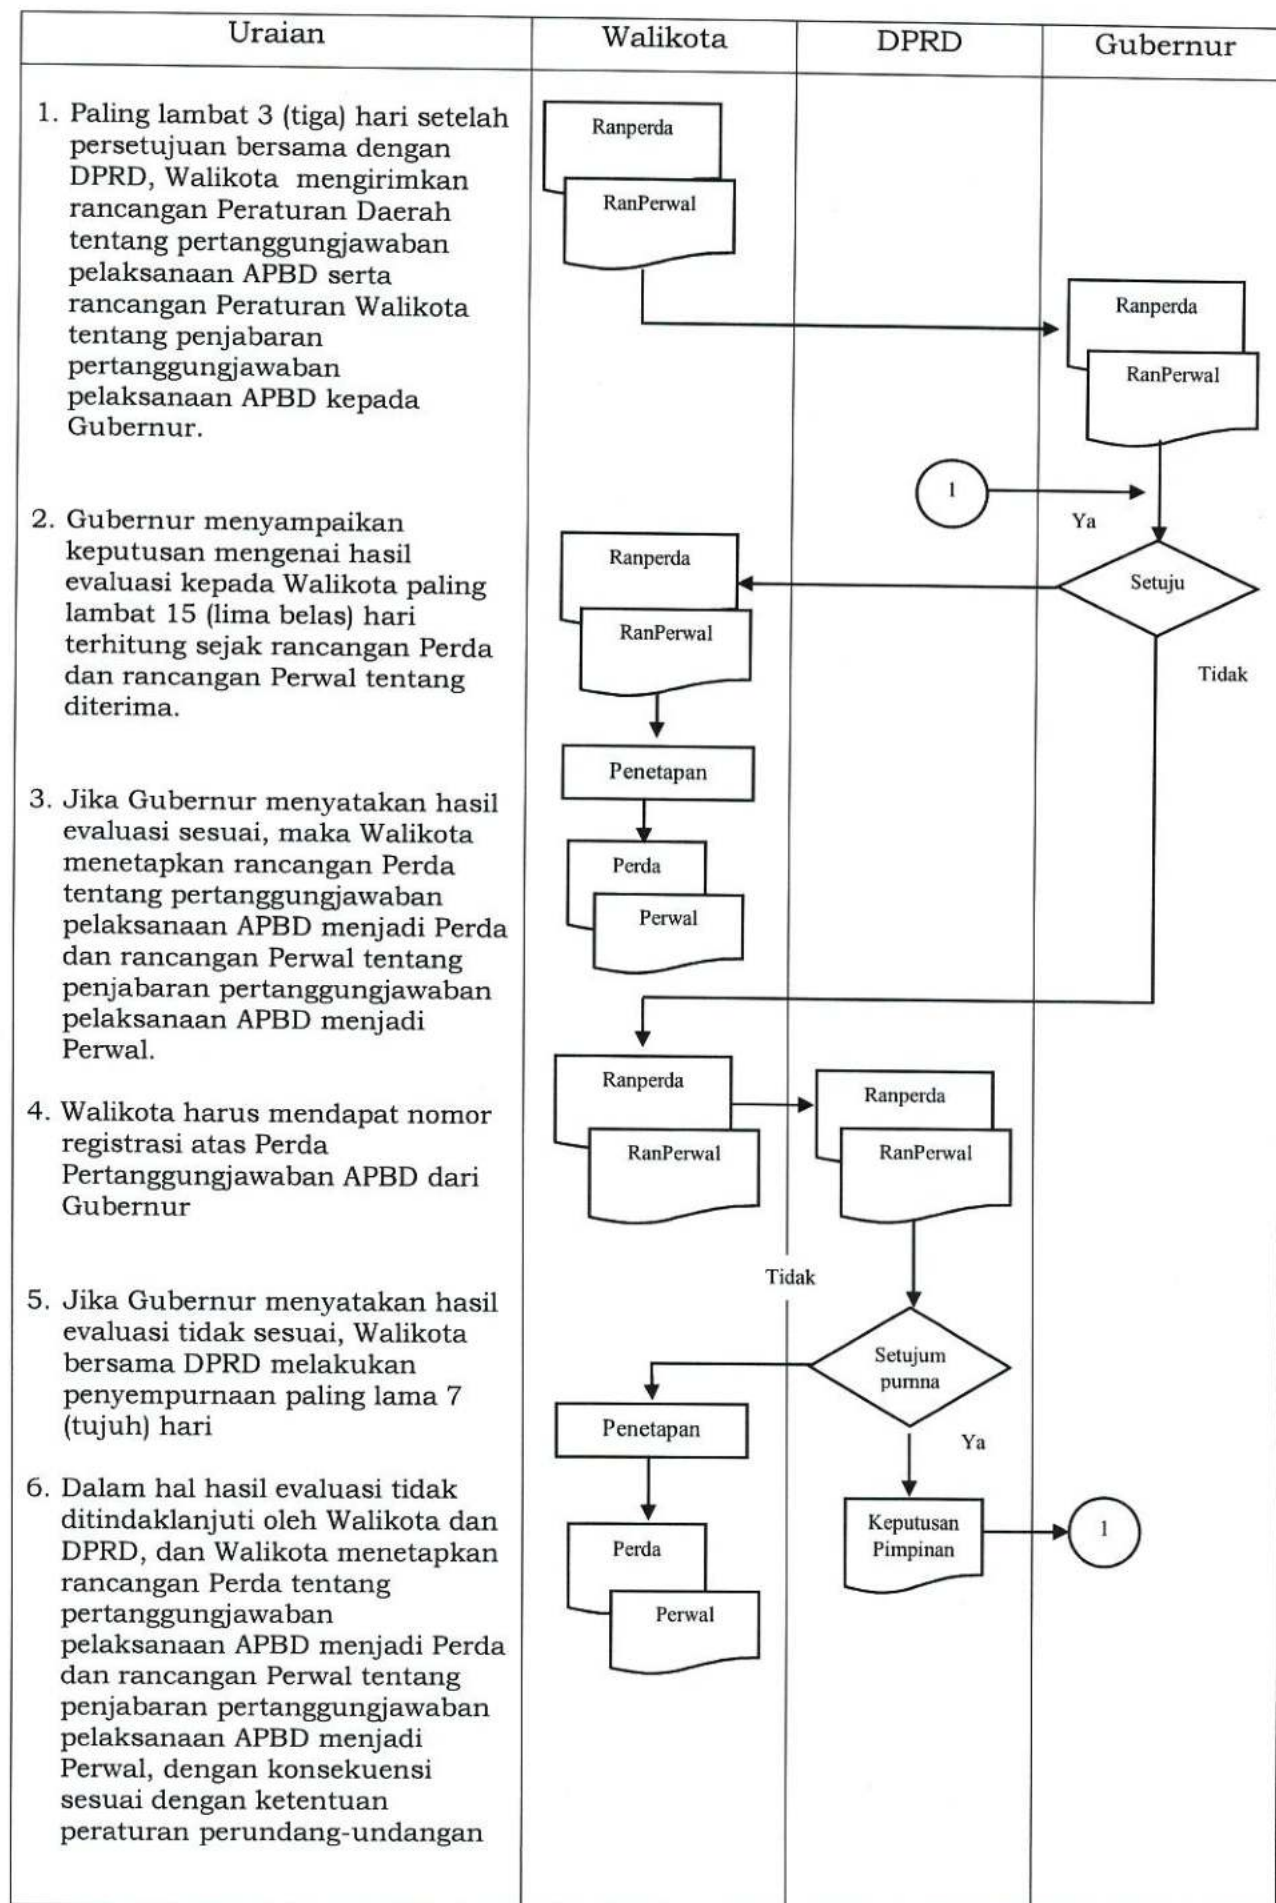 Uraian
Walikota
DPRD
Gubernur
1. Paling lambat 3 (tiga) hari setelah
persetujuan bersama dengan
DPRD, Walikota mengirimkan
rancangan Peraturan Daerah
tentang pertanggungjawaban
pelaksanaan APBD serta
rancangan Peraturan Walikota
tentang penjabaran
pertanggungjawaban
pelaksanaan APBD kepada
Gubernur.
2. Gubernur menyampaikan
keputusan mengenai hasil
evaluasi kepada Walikota paling
lambat 15 (lima belas) hari
terhitung sejak rancangan Perda
dan rancangan Perwal tentang
diterima.
3. Jika Gubernur menyatakan hasil
evaluasi sesuai, maka Walikota
menetapkan rancangan Perda
tentang pertanggungjawaban
pelaksanaan APBD menjadi Perda
dan rancangan Perwal tentang
penjabaran pertanggungjawaban
pelaksanaan APBD menjadi
Perwal.
4. Walikota harus mendapat nomor
registrasi atas Perda
Pertanggungjawaban APBD dari
Gubernur
5. Jika Gubernur menyatakan hasil
evaluasi tidak sesuai, Walikota
bersama DPRD melakukan
penyempurnaan paling lama 7
(tujuh) hari
6. Dalam hal hasil evaluasi tidak
ditindaklanjuti oleh Walikota dan
DPRD, dan Walikota menetapkan
rancangan Perda tentang
pertanggungjawaban
pelaksanaan APBD menjadi Perda
dan rancangan Perwal tentang
penjabaran pertanggungjawaban
pelaksanaan APBD menjadi
Perwal, dengan konsekuensi
sesuai dengan ketentuan
peraturan perundang-undangan
Ranperda
RanPerwal
Ranperda
RanPerwal
1
Ya
Setuju
Tidak
Ranperda
RanPerwal
Penetapan
Perda
Perwal
Ranperda
RanPerwal
Ranperda
RanPerwal
Tidak
Setujum
purnna
Ya
Penetapan
Perda
Perwal
Keputusan
Pimpinan
1